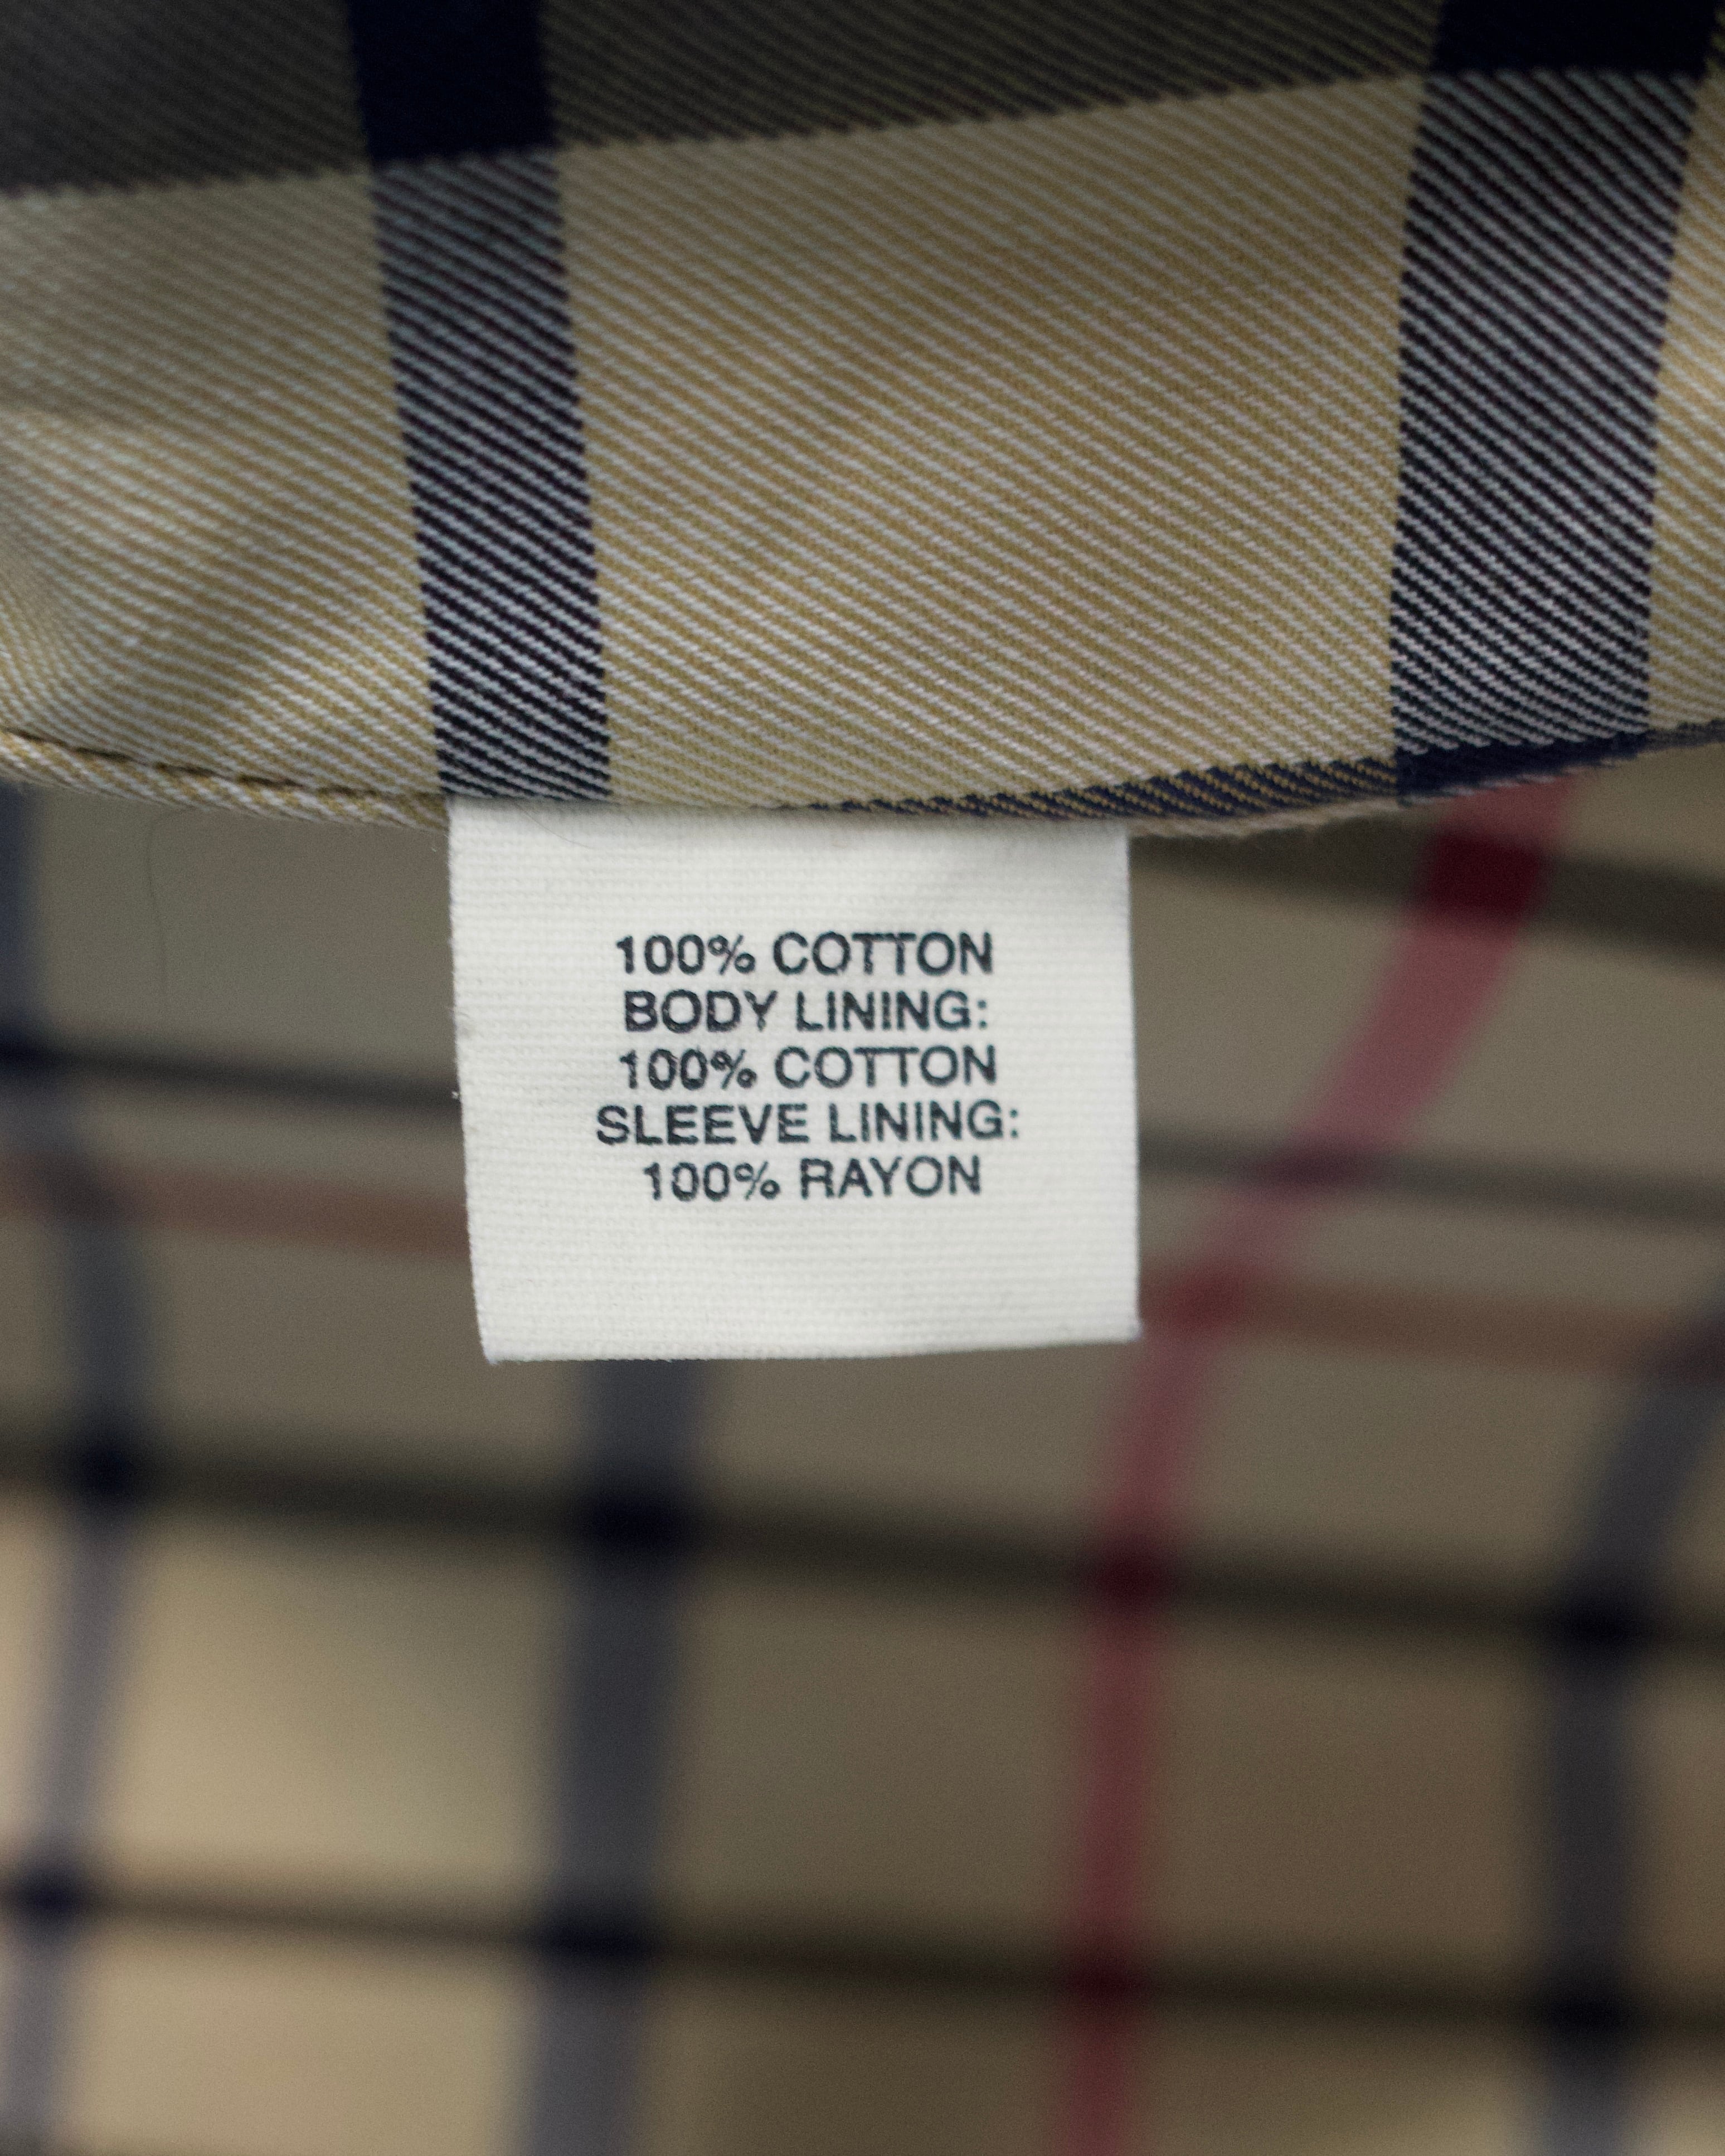 100% COTTON
BODY LINING:
100% COTTON
SLEEVE LINING:
100% RAYON